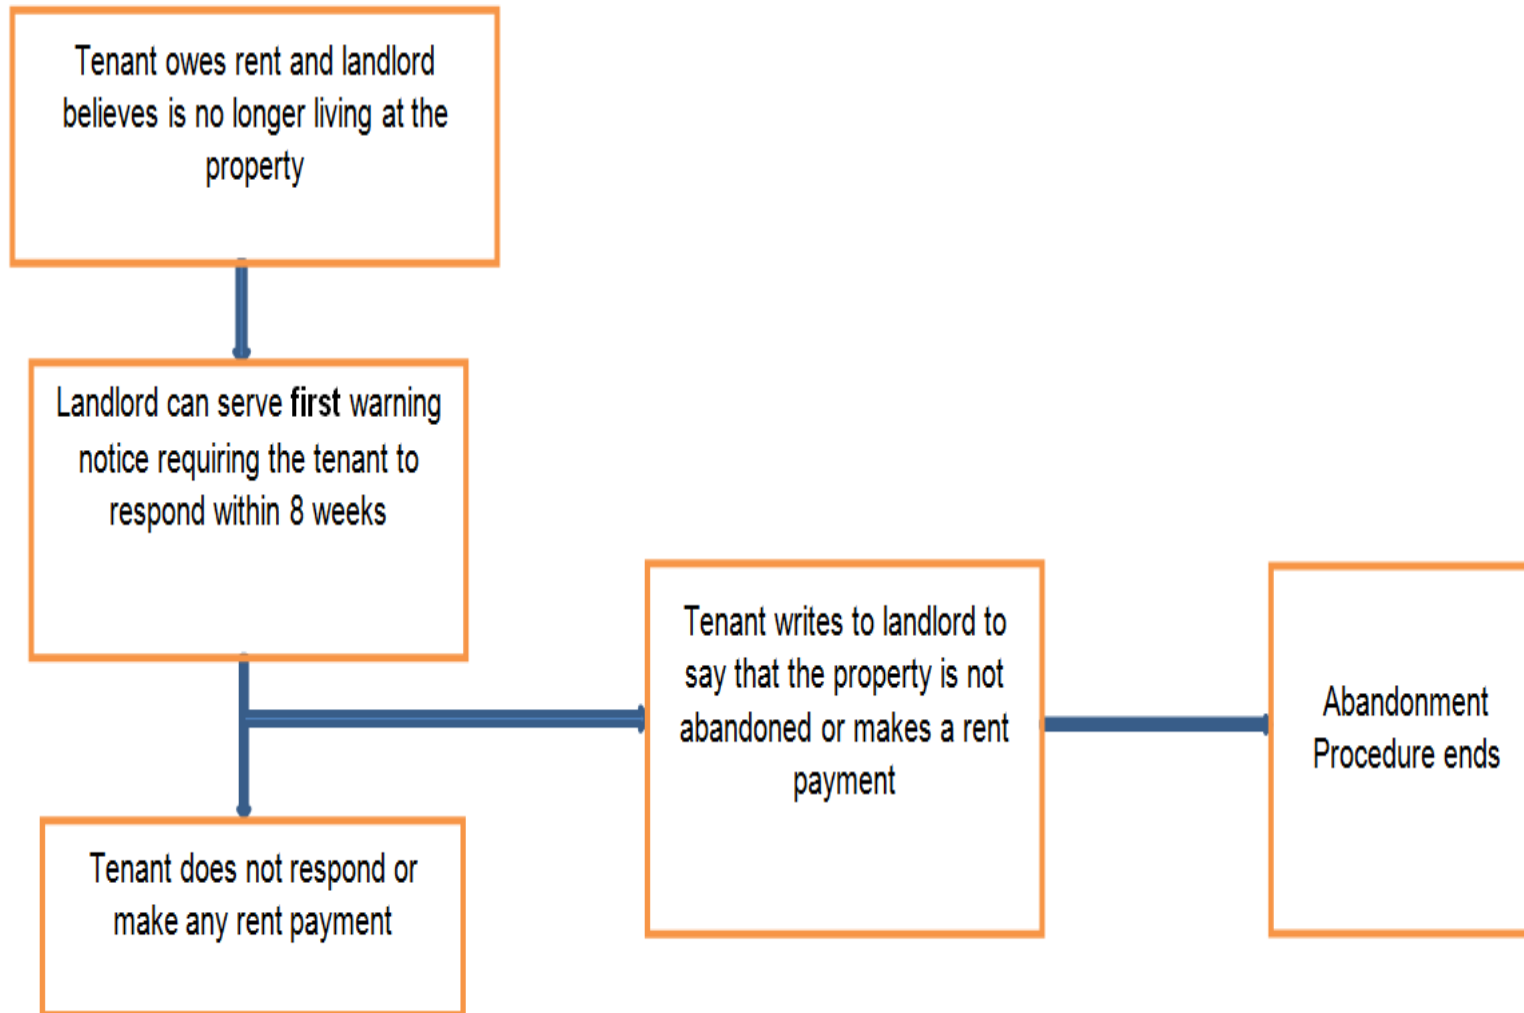 Tenant owes rent and landlord
believes is no longer living at the
property
Landlord can serve first warning
notice requiring the tenant to
respond within 8 weeks
Tenant writes to landlord to
say that the property is not
abandoned or makes a rent
payment
Abandonment
Procedure ends
Tenant does not respond or
make any rent payment